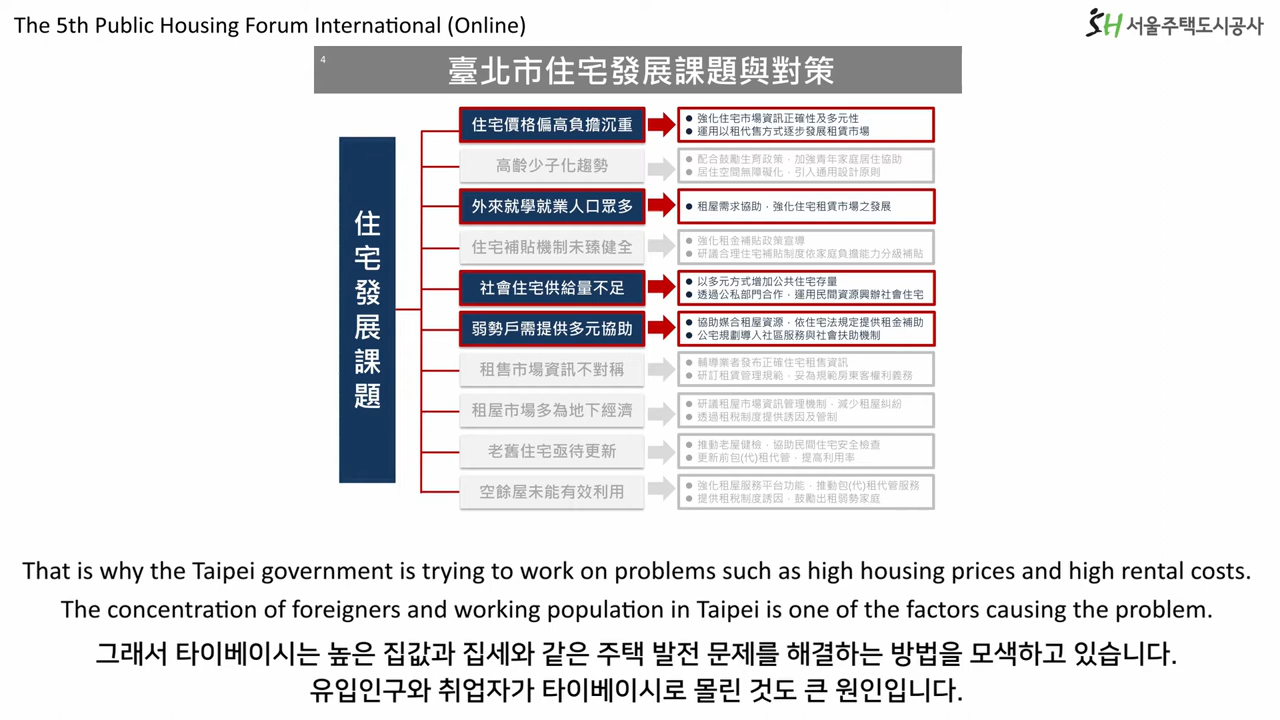 The 5th Public Housing Forum International (Online)
SH 서울주택도시공사
4
臺北市住宅發展課題與對策
住宅發展課題
住宅價格偏高負擔沉重
● 強化住宅市場資訊正確性及多元性
● 運用以租代售方式逐步發展租賃市場
高齡少子化趨勢
● 配合鼓勵生育政策，加強青年家庭居住協助
● 居住空間無障礙化，引入通用設計原則
外來就學就業人口眾多
● 租屋需求協助，強化住宅租賃市場之發展
住宅補貼機制未臻健全
● 強化租金補貼政策宣導
● 研議合理住宅補貼制度依家庭負擔能力分級補貼
社會住宅供給量不足
● 以多元方式增加公共住宅存量
● 透過公私部門合作，運用民間資源興辦社會住宅
弱勢戶需提供多元協助
● 協助媒合租屋資源，依住宅法規定提供租金補助
● 公宅規劃導入社區服務與社會扶助機制
租售市場資訊不對稱
● 輔導業者發布正確住宅租售資訊
● 研訂租賃管理規範，妥為規範房東客權利義務
租屋市場多為地下經濟
● 研議租屋市場資訊管理機制，減少租屋糾紛
● 透過租稅制度提供誘因及管制
老舊住宅亟待更新
● 推動老屋健檢，協助民間住宅安全檢查
● 更新前包(代)租代管，提高利用率
空餘屋未能有效利用
● 強化租屋服務平台功能，推動包(代)租代管服務
● 提供租稅制度誘因，鼓勵出租弱勢家庭
That is why the Taipei government is trying to work on problems such as high housing prices and high rental costs.
The concentration of foreigners and working population in Taipei is one of the factors causing the problem.
그래서 타이베이시는 높은 집값과 집세와 같은 주택 발전 문제를 해결하는 방법을 모색하고 있습니다.
유입인구와 취업자가 타이베이시로 몰린 것도 큰 원인입니다.